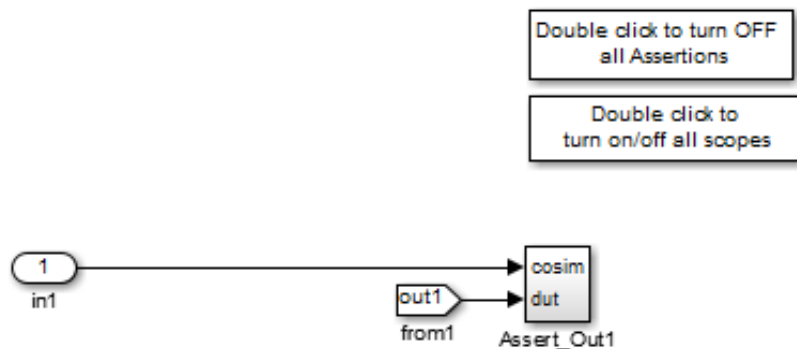 Double click to turn OFF
all Assertions
Double click to
turn on/off all scopes
1
in1
cosim
out1
dut
from1
Assert_Out1